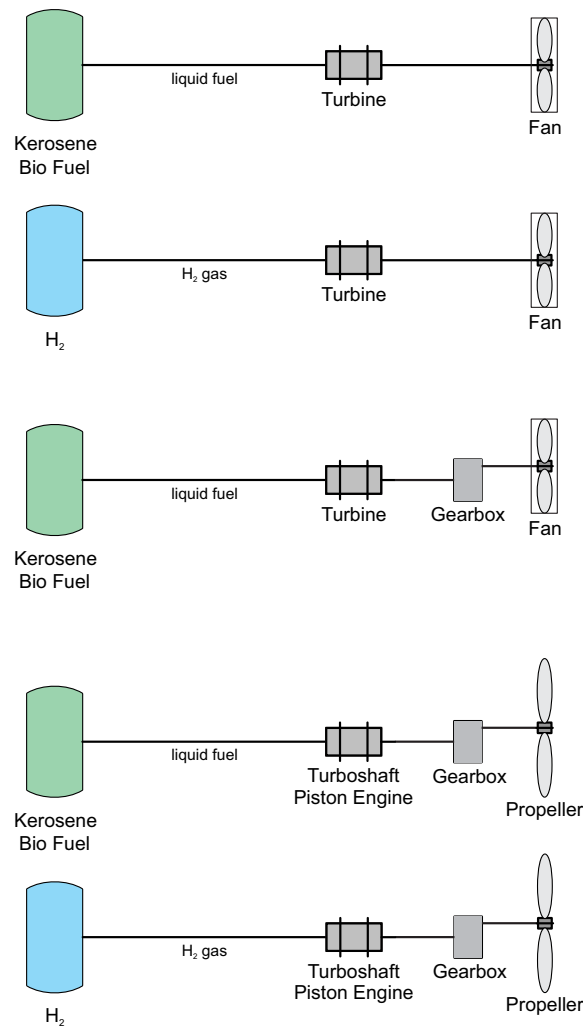 liquid fuel
Turbine
Fan
Kerosene
Bio Fuel
H₂ gas
Turbine
Fan
H₂
liquid fuel
Turbine
Gearbox
Fan
Kerosene
Bio Fuel
liquid fuel
Turboshaft
Piston Engine
Gearbox
Propeller
Kerosene
Bio Fuel
H₂ gas
Turboshaft
Piston Engine
Gearbox
Propeller
H₂